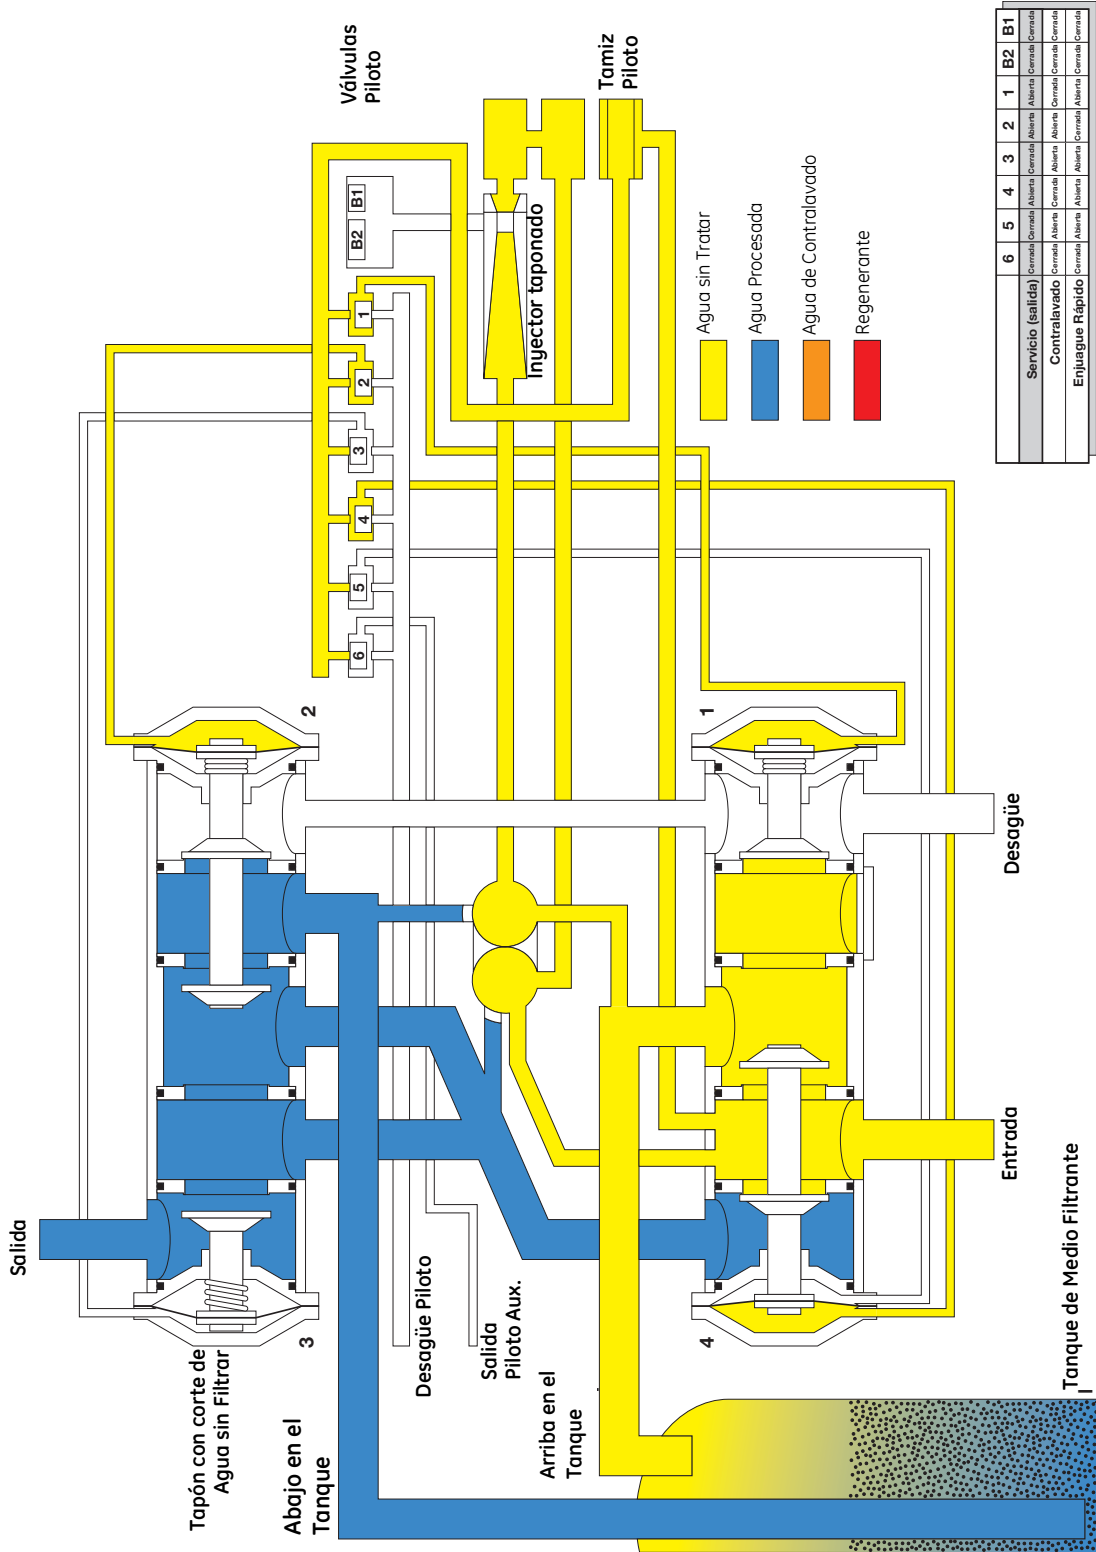 Salida
Tapón con corte de
Agua sin Filtrar
3
2
Abajo en el
Tanque
Válvulas
Piloto
6
5
4
3
2
1
B2
B1
Desagüe Piloto
Salida
Piloto Aux.
Inyector taponado
Arriba en el
Tanque
Tamiz
Piloto
4
1
Agua sin Tratar
Agua Procesada
Agua de Contralavado
Regenerante
Entrada
Desagüe
Tanque de Medio Filtrante
6 5 4 3 2 1 B2 B1
Servicio (salida) Cerrada Cerrada Abierta Cerrada Abierta Abierta Cerrada Cerrada
Contralavado Cerrada Abierta Cerrada Abierta Abierta Cerrada Cerrada Cerrada
Enjuague Rápido Cerrada Abierta Abierta Abierta Cerrada Abierta Cerrada Cerrada